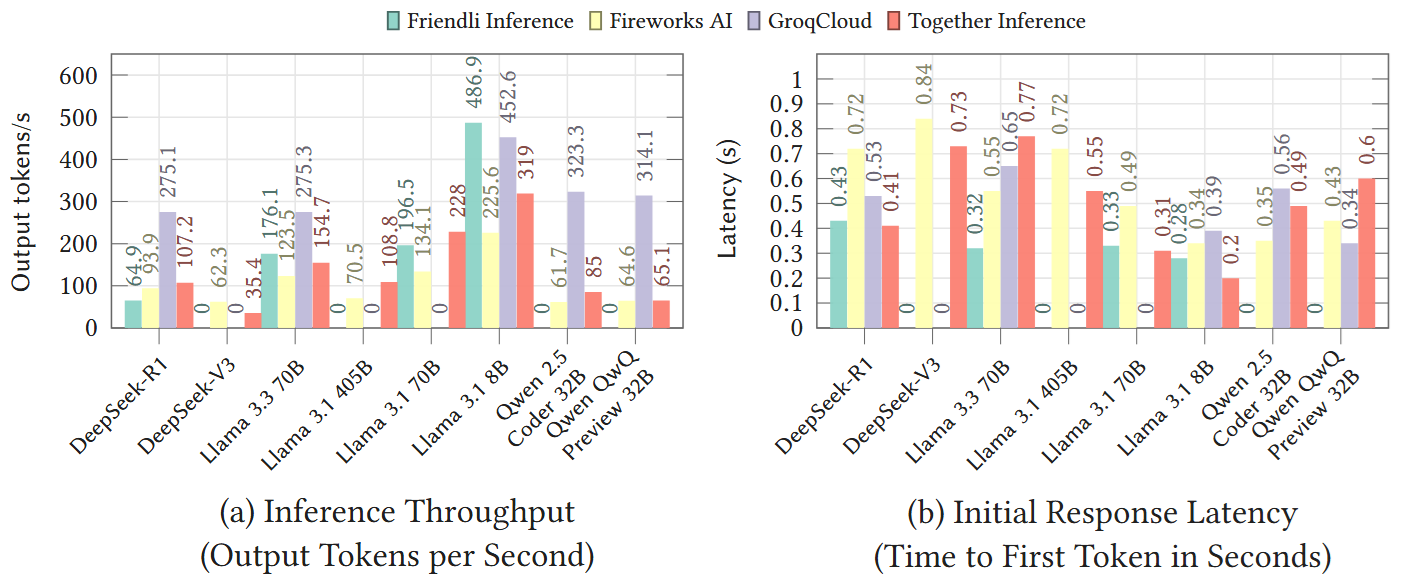 Friendli Inference Fireworks AI GroqCloud Together Inference
Output tokens/s
600
500
400
300
200
100
0
64.9 93.9 275.1 107.2
0 62.3 0 35.4
176.1 123.5 275.3 154.7
0 70.5 0 108.8
196.5 134.1 0 228
486.9 225.6 452.6 319
0 61.7 323.3 85
0 64.6 314.1 65.1
DeepSeek-R1
DeepSeek-V3
Llama 3.3 70B
Llama 3.1 405B
Llama 3.1 70B
Llama 3.1 8B
Qwen 2.5
Coder 32B
Qwen QwQ
Preview 32B
(a) Inference Throughput
(Output Tokens per Second)
Latency (s)
1
0.9
0.8
0.7
0.6
0.5
0.4
0.3
0.2
0.1
0
0.43 0.72 0.53 0.41
0 0.84 0 0.73
0.32 0.55 0.65 0.77
0 0.72 0 0.55
0.33 0.49 0 0.31
0.28 0.34 0.39 0.2
0 0.35 0.56 0.49
0 0.43 0.34 0.6
DeepSeek-R1
DeepSeek-V3
Llama 3.3 70B
Llama 3.1 405B
Llama 3.1 70B
Llama 3.1 8B
Qwen 2.5
Coder 32B
Qwen QwQ
Preview 32B
(b) Initial Response Latency
(Time to First Token in Seconds)